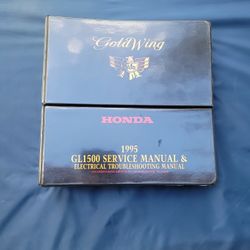 Gold Wing
HONDA
1995
GL1500 SERVICE MANUAL &
ELECTRICAL TROUBLESHOOTING MANUAL